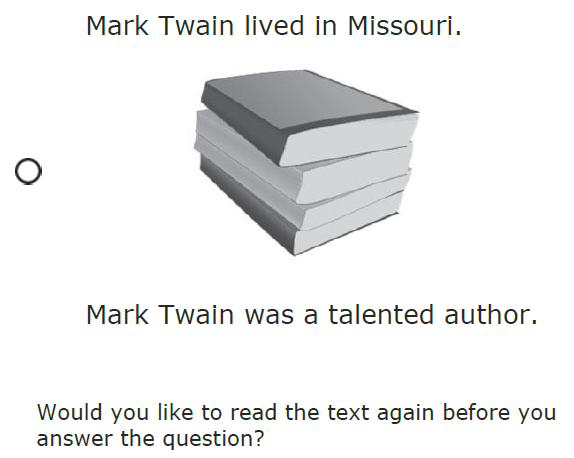 Mark Twain lived in Missouri.
Mark Twain was a talented author.
Would you like to read the text again before you
answer the question?